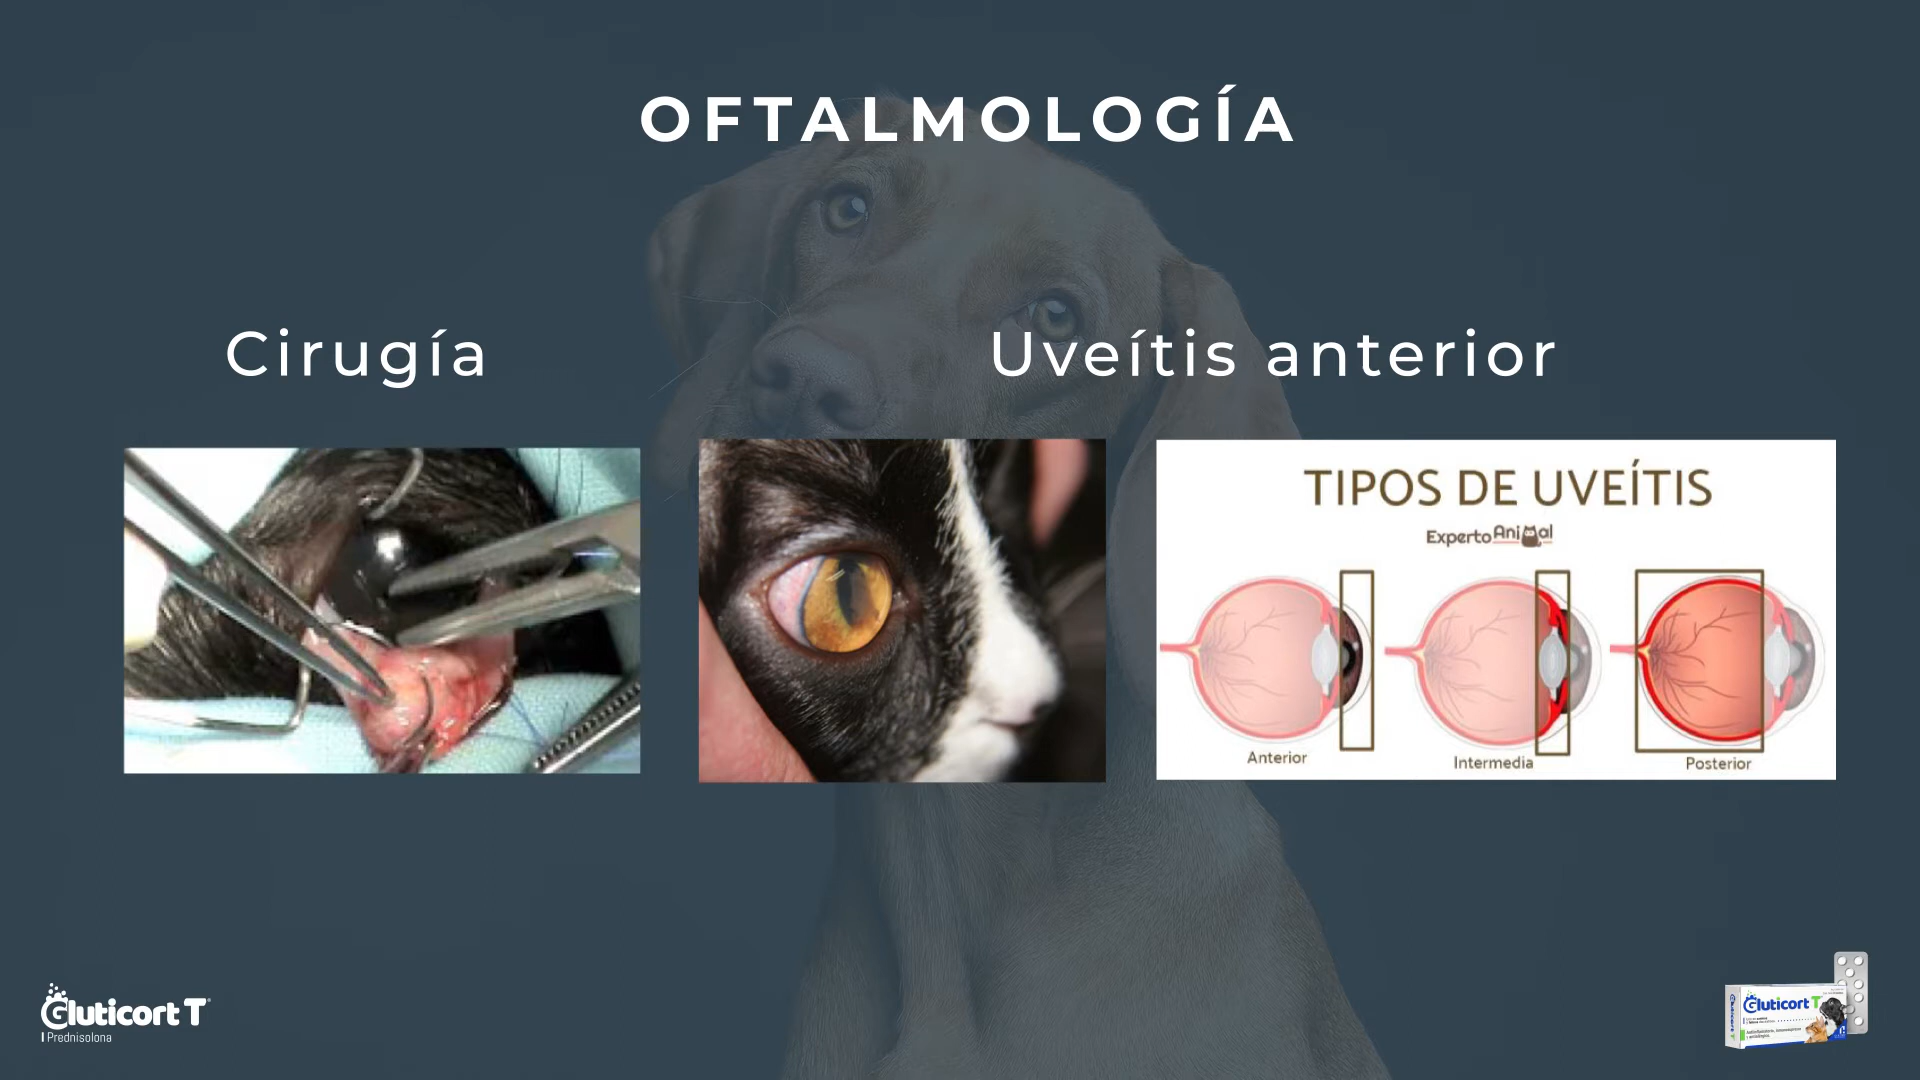 OFTALMOLOGÍA
Cirugía
Uveítis anterior
TIPOS DE UVEÍTIS
ExpertoAnimal
Anterior
Intermedia
Posterior
Gluticort T
Prednisolona
Gluticort T